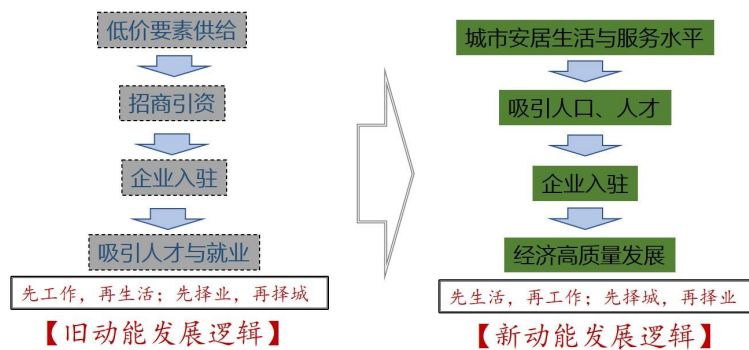 低价要素供给
招商引资
企业入驻
吸引人才与就业
先工作，再生活；先择业，再择城
【旧动能发展逻辑】
城市安居生活与服务水平
吸引人口、人才
企业入驻
经济高质量发展
先生活，再工作；先择城，再择业
【新动能发展逻辑】